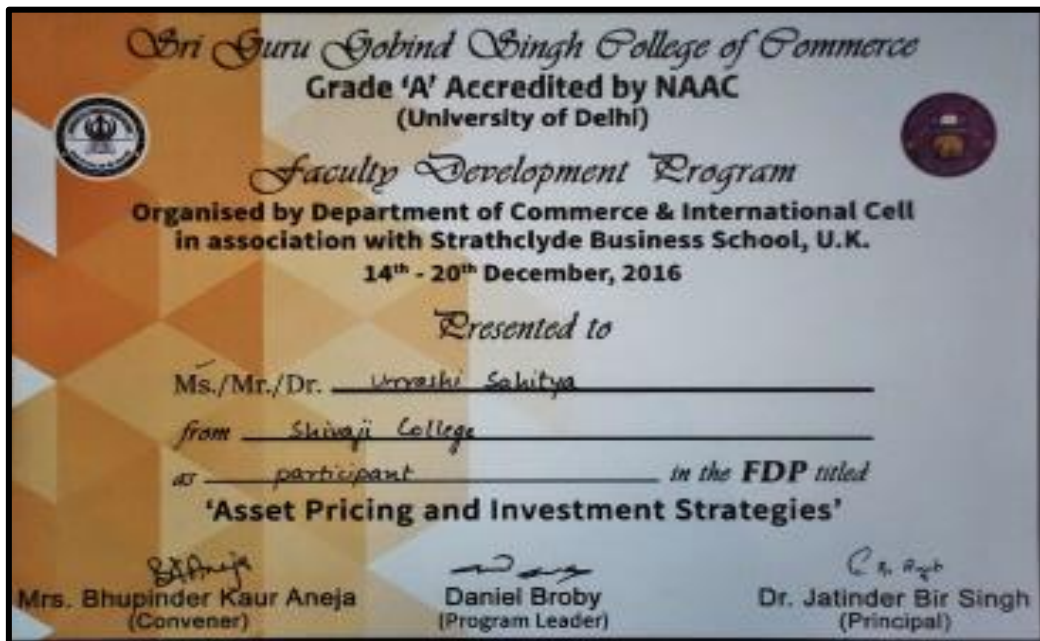 Sri Guru Gobind Singh College of Commerce
Grade 'A' Accredited by NAAC
(University of Delhi)
Faculty Development Program
Organised by Department of Commerce & International Cell
in association with Strathclyde Business School, U.K.
14th - 20th December, 2016
Presented to
Ms./Mr./Dr. Urvashi Sahitya
from Shivaji College
as participant in the FDP titled
'Asset Pricing and Investment Strategies'
Mrs. Bhupinder Kaur Aneja Daniel Broby Dr. Jatinder Bir Singh
(Convener) (Program Leader) (Principal)